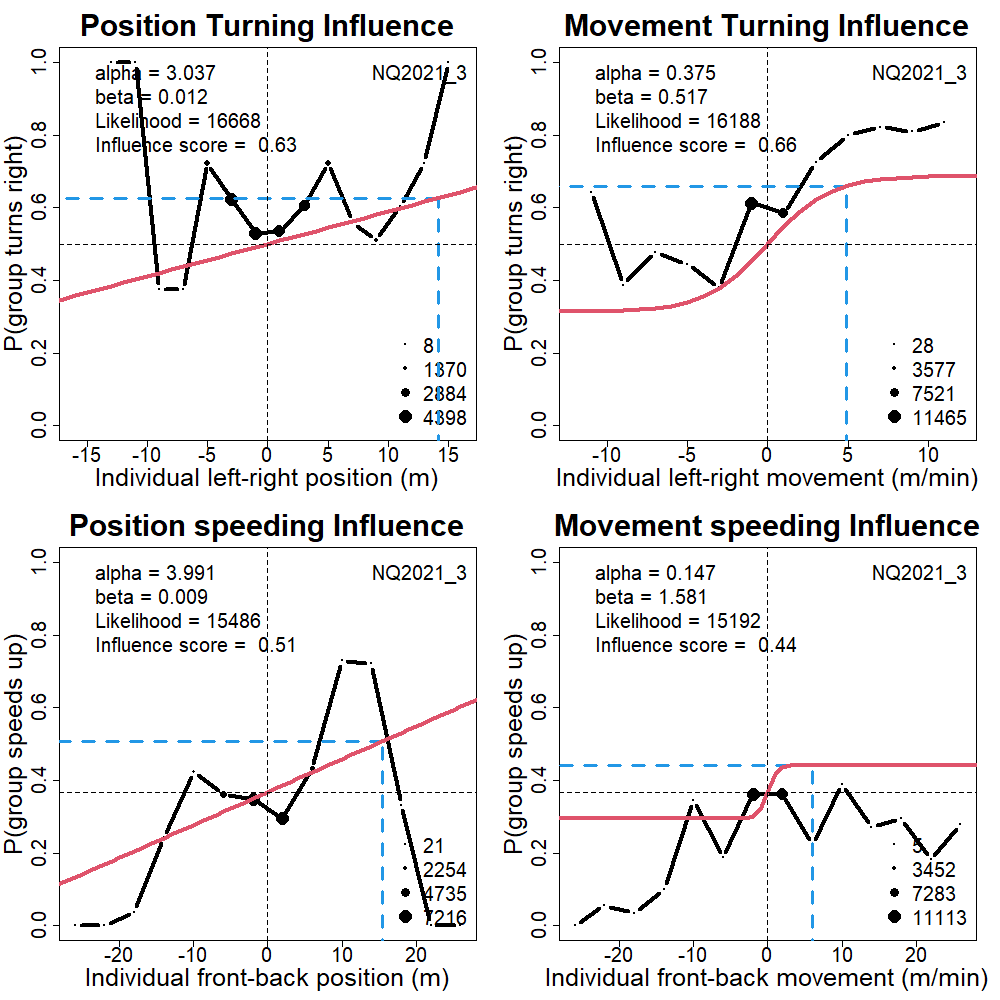 Position Turning Influence
alpha = 3.037
NQ2021_3
beta = 0.012
Likelihood = 16668
Influence score = 0.63
P(group turns right)
1.0
0.8
0.6
0.4
0.2
0.0
8
1370
2884
4398
-15
-10
-5
0
5
10
15
Individual left-right position (m)
Movement Turning Influence
alpha = 0.375
NQ2021_3
beta = 0.517
Likelihood = 16188
Influence score = 0.66
P(group turns right)
1.0
0.8
0.6
0.4
0.2
0.0
28
3577
7521
11465
-10
-5
0
5
10
Individual left-right movement (m/min)
Position speeding Influence
alpha = 3.991
NQ2021_3
beta = 0.009
Likelihood = 15486
Influence score = 0.51
P(group speeds up)
1.0
0.8
0.6
0.4
0.2
0.0
21
2254
4735
7216
-20
-10
0
10
20
Individual front-back position (m)
Movement speeding Influence
alpha = 0.147
NQ2021_3
beta = 1.581
Likelihood = 15192
Influence score = 0.44
P(group speeds up)
1.0
0.8
0.6
0.4
0.2
0.0
5
3452
7283
11113
-20
-10
0
10
20
Individual front-back movement (m/min)